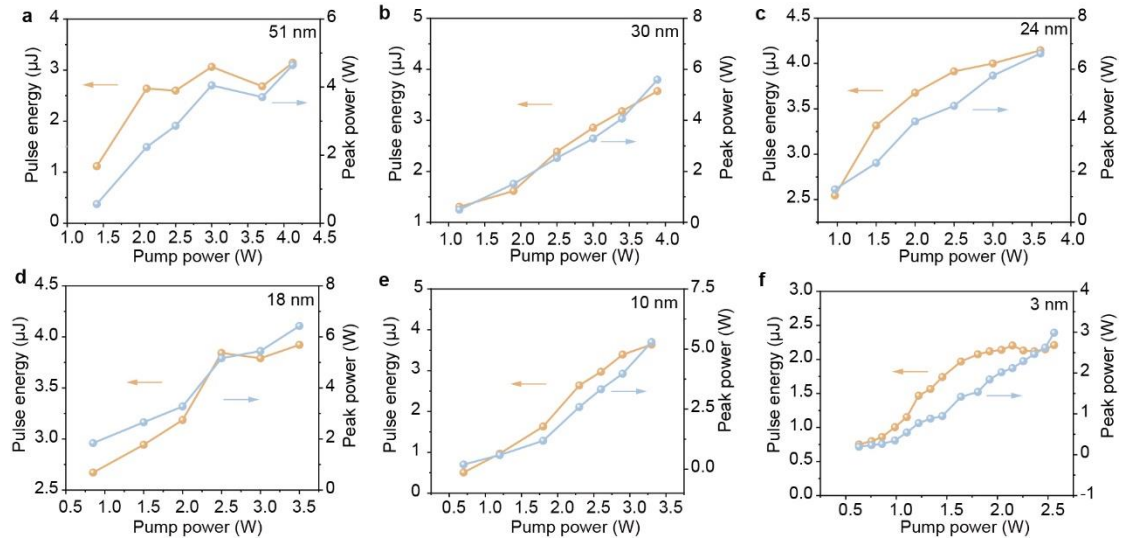 a
51 nm
Pulse energy (μJ)
4
3
2
1
0
6
4
2
0
Peak power (W)
1.0 1.5 2.0 2.5 3.0 3.5 4.0 4.5
Pump power (W)
b
30 nm
Pulse energy (μJ)
5
4
3
2
1
8
6
4
2
0
Peak power (W)
1.0 1.5 2.0 2.5 3.0 3.5 4.0
Pump power (W)
c
24 nm
Pulse energy (μJ)
4.5
4.0
3.5
3.0
2.5
8
6
4
2
0
Peak power (W)
1.0 1.5 2.0 2.5 3.0 3.5 4.0
Pump power (W)
d
18 nm
Pulse energy (μJ)
4.5
4.0
3.5
3.0
2.5
8
6
4
2
0
Peak power (W)
0.5 1.0 1.5 2.0 2.5 3.0 3.5
Pump power (W)
e
10 nm
Pulse energy (μJ)
5
4
3
2
1
0
7.5
5.0
2.5
0.0
Peak power (W)
0.5 1.0 1.5 2.0 2.5 3.0 3.5
Pump power (W)
f
3 nm
Pulse energy (μJ)
3.0
2.5
2.0
1.5
1.0
0.5
0.0
4
3
2
1
0
-1
Peak power (W)
0.5 1.0 1.5 2.0 2.5
Pump power (W)